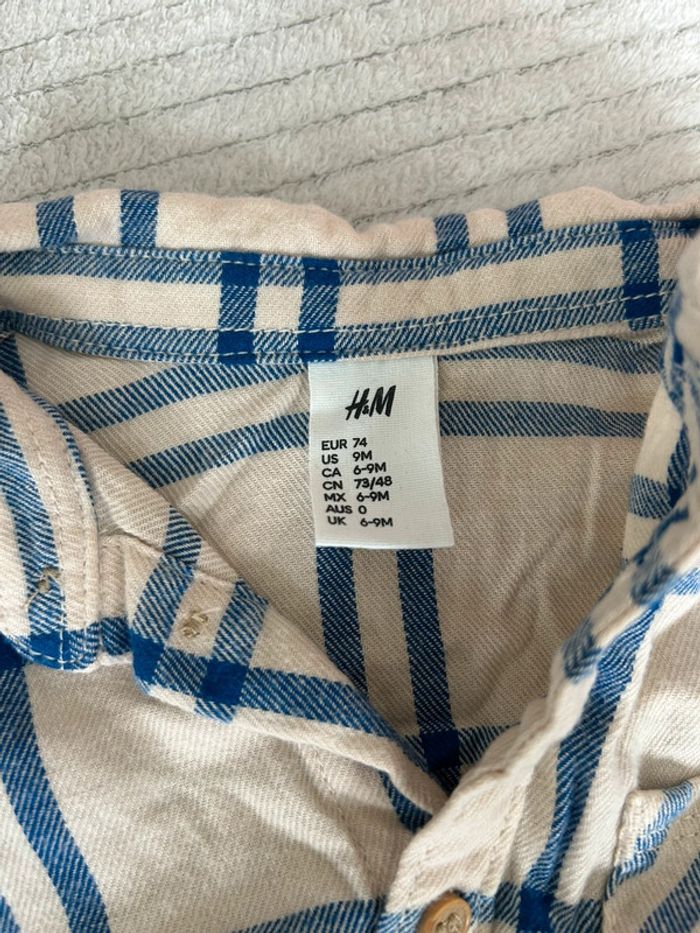 H&M
EUR 74
US 9M
CA 6-9M
CN 73/48
MX 6-9M
AUS 0
UK 6-9M